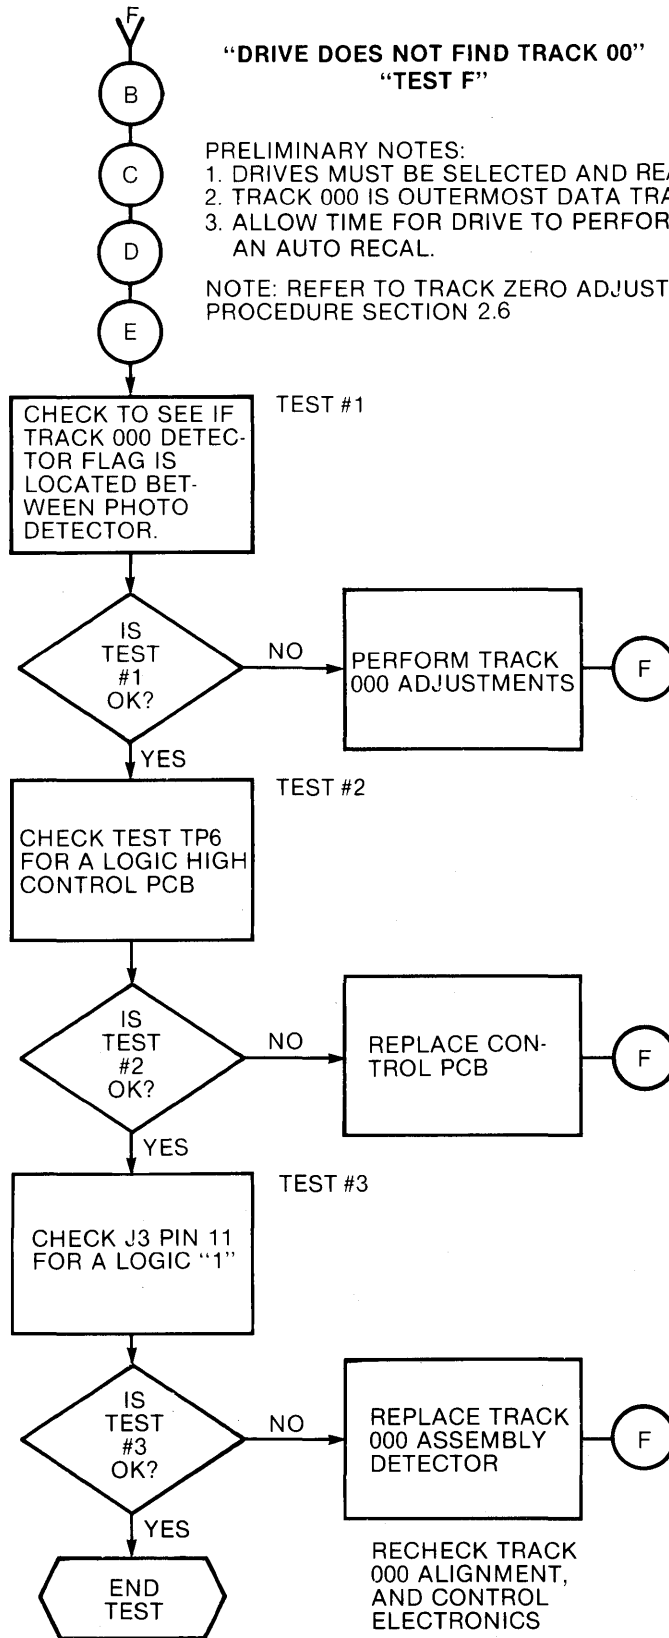 F
"DRIVE DOES NOT FIND TRACK 00"
"TEST F"
B
C
D
E
PRELIMINARY NOTES:
1. DRIVES MUST BE SELECTED AND REA
2. TRACK 000 IS OUTERMOST DATA TRA
3. ALLOW TIME FOR DRIVE TO PERFOR
AN AUTO RECAL.
NOTE: REFER TO TRACK ZERO ADJUST
PROCEDURE SECTION 2.6
TEST #1
CHECK TO SEE IF
TRACK 000 DETEC-
TOR FLAG IS
LOCATED BET-
WEEN PHOTO
DETECTOR.
IS
TEST
#1
OK?
NO
PERFORM TRACK
000 ADJUSTMENTS
F
YES
TEST #2
CHECK TEST TP6
FOR A LOGIC HIGH
CONTROL PCB
IS
TEST
#2
OK?
NO
REPLACE CON-
TROL PCB
F
YES
TEST #3
CHECK J3 PIN 11
FOR A LOGIC "1"
IS
TEST
#3
OK?
NO
REPLACE TRACK
000 ASSEMBLY
DETECTOR
F
YES
END
TEST
RECHECK TRACK
000 ALIGNMENT,
AND CONTROL
ELECTRONICS